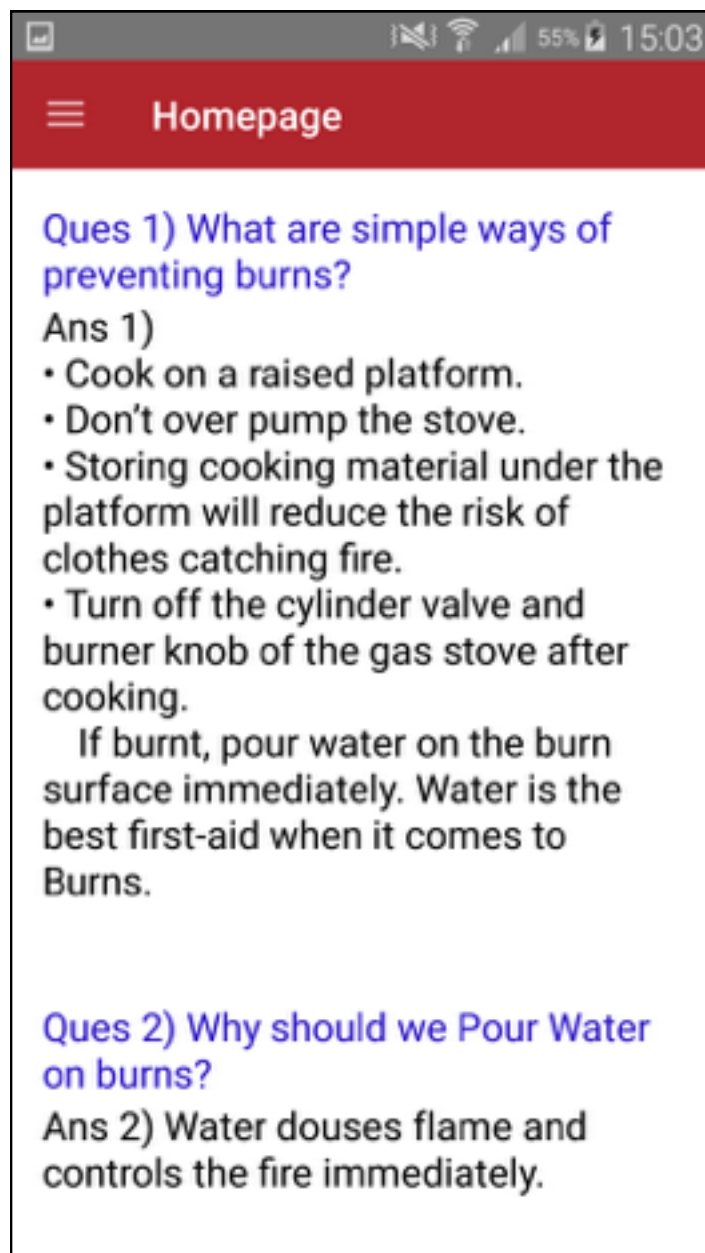 55% 15:03
Homepage
Ques 1) What are simple ways of
preventing burns?
Ans 1)
• Cook on a raised platform.
• Don't over pump the stove.
• Storing cooking material under the
platform will reduce the risk of
clothes catching fire.
• Turn off the cylinder valve and
burner knob of the gas stove after
cooking.
If burnt, pour water on the burn
surface immediately. Water is the
best first-aid when it comes to
Burns.
Ques 2) Why should we Pour Water
on burns?
Ans 2) Water douses flame and
controls the fire immediately.